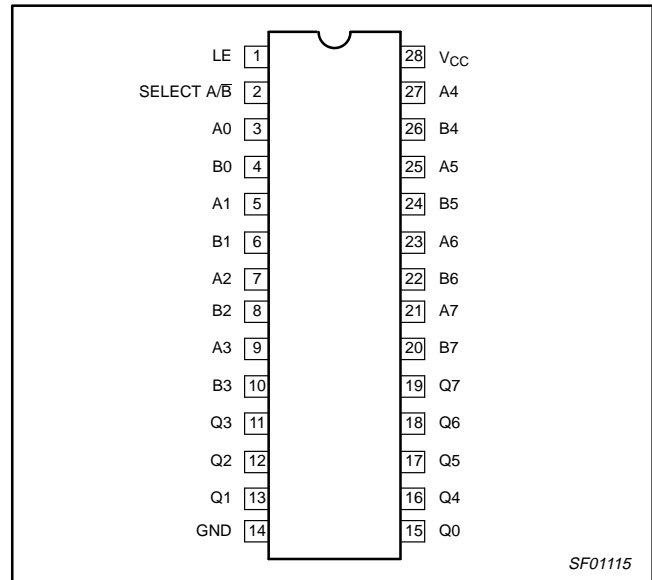 LE 1 28 VCC
SELECT A/B̅ 2 27 A4
A0 3 26 B4
B0 4 25 A5
A1 5 24 B5
B1 6 23 A6
A2 7 22 B6
B2 8 21 A7
A3 9 20 B7
B3 10 19 Q7
Q3 11 18 Q6
Q2 12 17 Q5
Q1 13 16 Q4
GND 14 15 Q0
SF01115